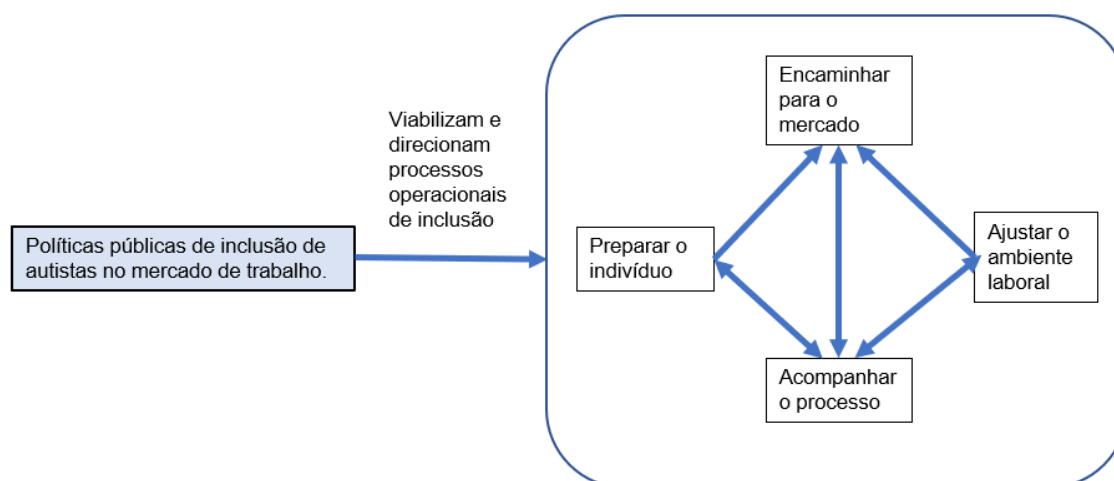 Políticas públicas de inclusão de
autistas no mercado de trabalho.
Viabilizam e
direcionam
processos
operacionais
de inclusão
Encaminhar
para o
mercado
Preparar o
indivíduo
Ajustar o
ambiente
laboral
Acompanhar
o processo